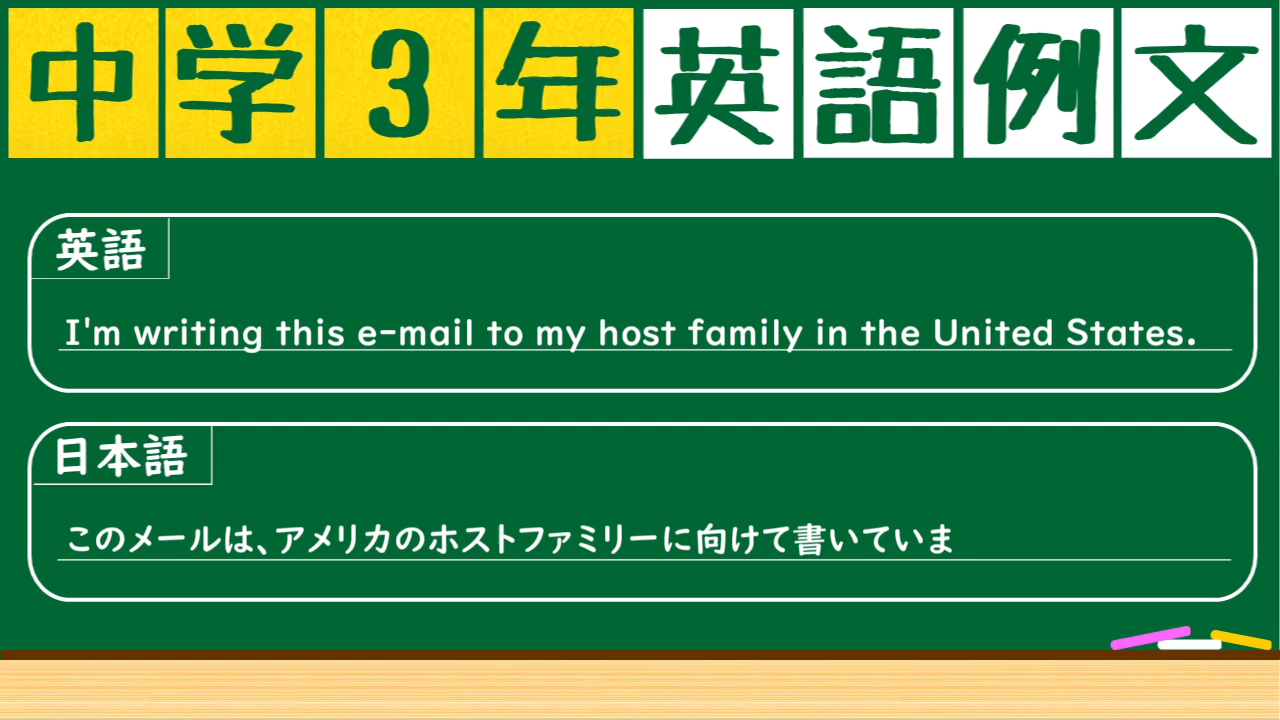 中学3年英語例文
英語
I'm writing this e-mail to my host family in the United States.
日本語
このメールは、アメリカのホストファミリーに向けて書いていま